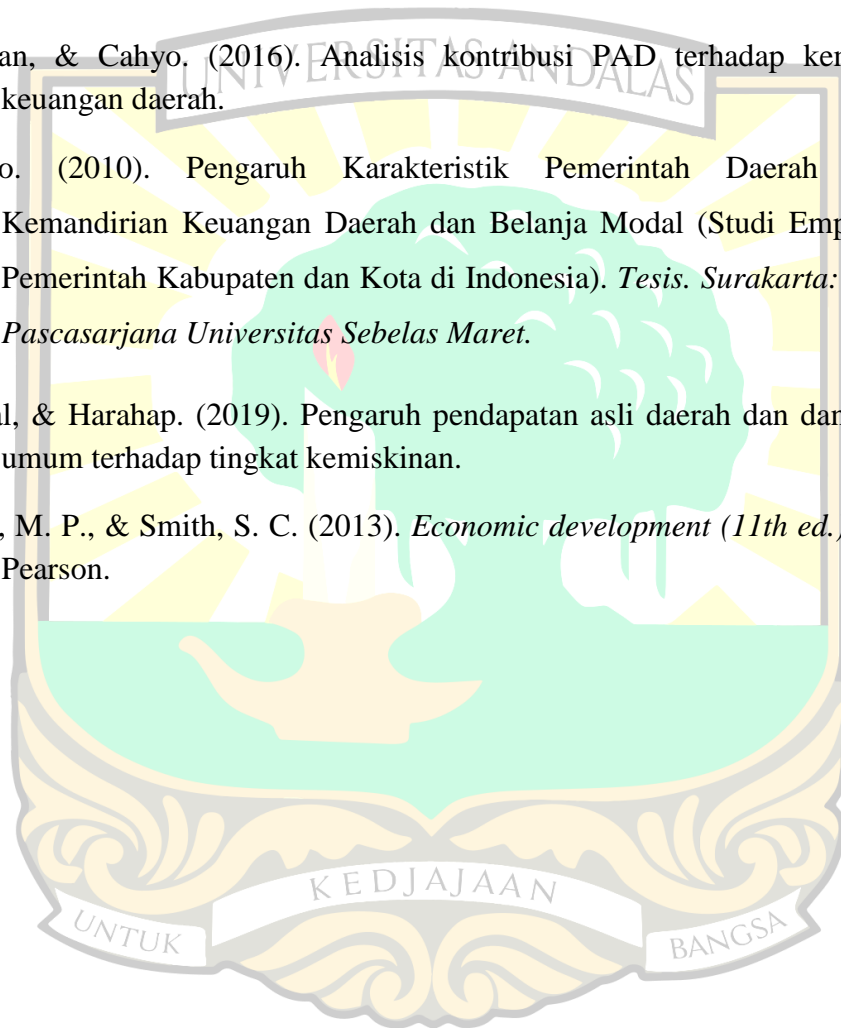 UNIVERSITAS ANDALAS
an, & Cahyo. (2016). Analisis kontribusi PAD terhadap ker
keuangan daerah.
o. (2010). Pengaruh Karakteristik Pemerintah Daerah
Kemandirian Keuangan Daerah dan Belanja Modal (Studi Emp
Pemerintah Kabupaten dan Kota di Indonesia). Tesis. Surakarta:
Pascasarjana Universitas Sebelas Maret.
al, & Harahap. (2019). Pengaruh pendapatan asli daerah dan dan
umum terhadap tingkat kemiskinan.
, M. P., & Smith, S. C. (2013). Economic development (11th ed.)
Pearson.
UNTUK KEDJAJAAN BANGSA